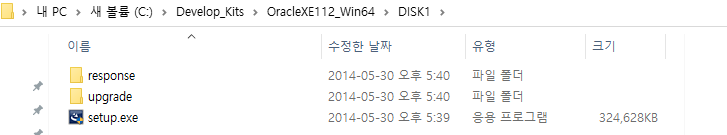 내 PC > 새 볼륨 (C:) > Develop_Kits > OracleXE112_Win64 > DISK1 >
이름 수정한 날짜 유형 크기
response 2014-05-30 오후 5:40 파일 폴더
upgrade 2014-05-30 오후 5:40 파일 폴더
setup.exe 2014-05-30 오후 5:39 응용 프로그램 324,628KB